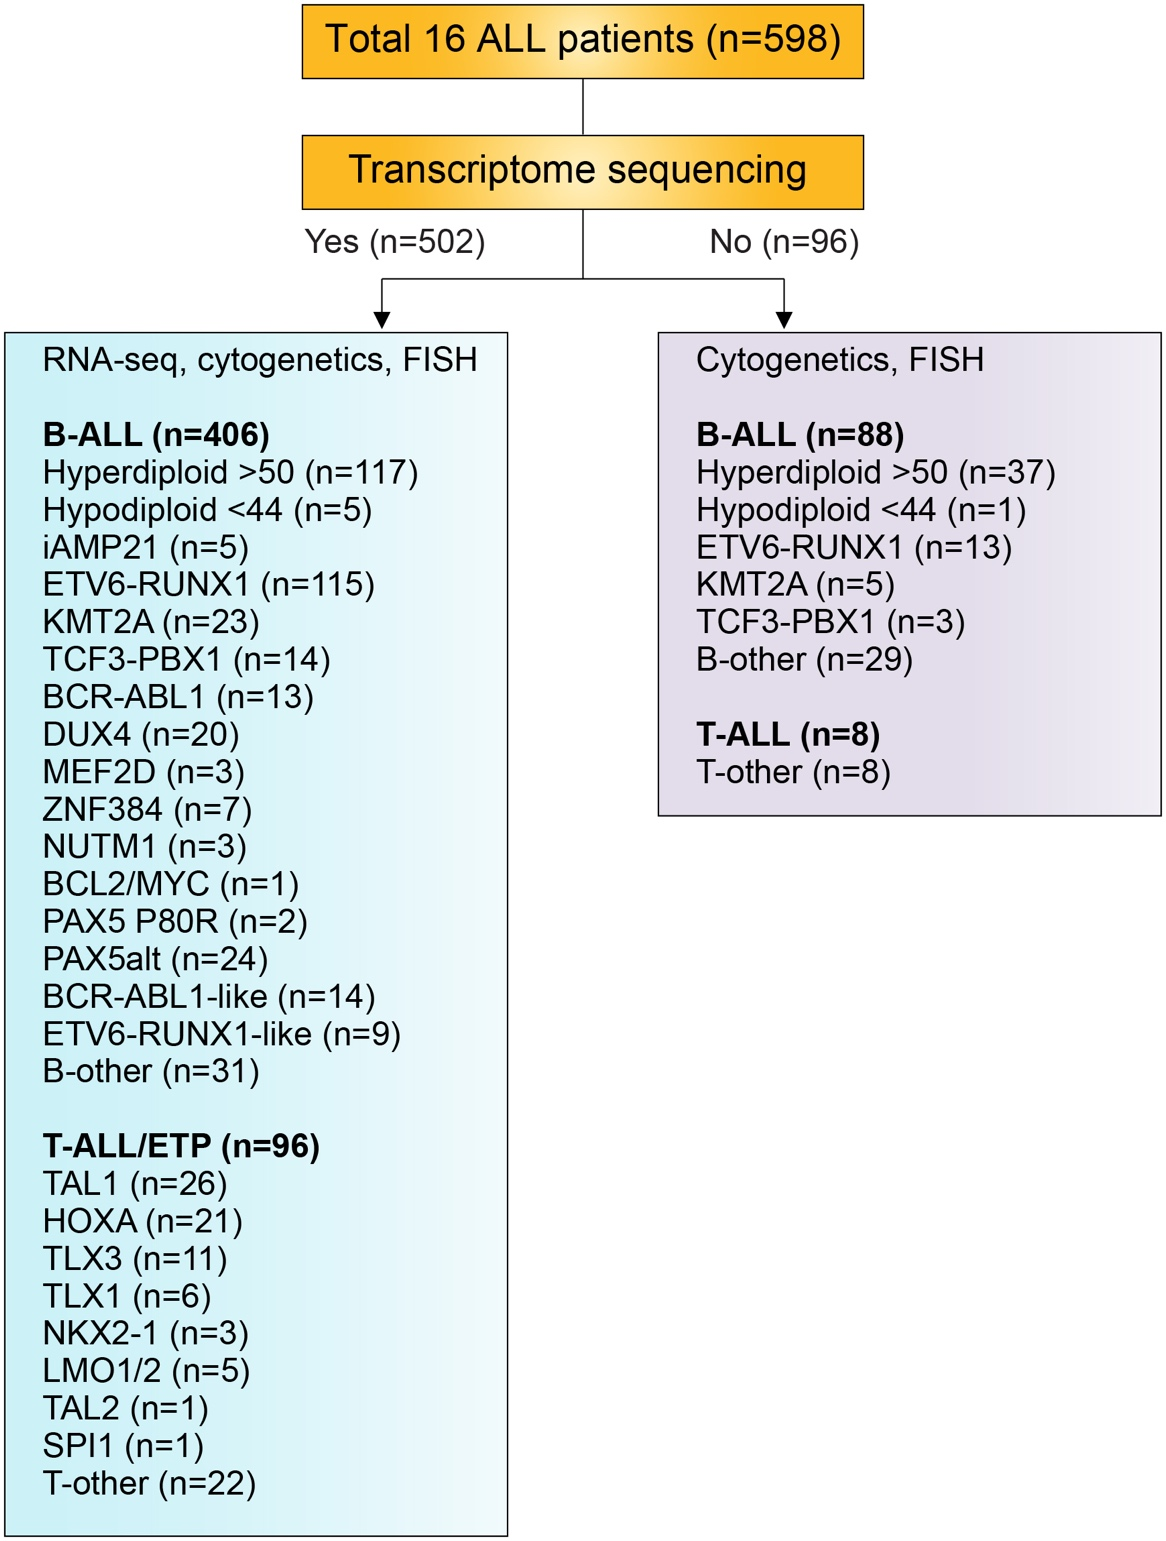 Total 16 ALL patients (n=598)
Transcriptome sequencing
Yes (n=502)
No (n=96)
RNA-seq, cytogenetics, FISH
B-ALL (n=406)
Hyperdiploid >50 (n=117)
Hypodiploid <44 (n=5)
iAMP21 (n=5)
ETV6-RUNX1 (n=115)
KMT2A (n=23)
TCF3-PBX1 (n=14)
BCR-ABL1 (n=13)
DUX4 (n=20)
MEF2D (n=3)
ZNF384 (n=7)
NUTM1 (n=3)
BCL2/MYC (n=1)
PAX5 P80R (n=2)
PAX5alt (n=24)
BCR-ABL1-like (n=14)
ETV6-RUNX1-like (n=9)
B-other (n=31)
T-ALL/ETP (n=96)
TAL1 (n=26)
HOXA (n=21)
TLX3 (n=11)
TLX1 (n=6)
NKX2-1 (n=3)
LMO1/2 (n=5)
TAL2 (n=1)
SPI1 (n=1)
T-other (n=22)
Cytogenetics, FISH
B-ALL (n=88)
Hyperdiploid >50 (n=37)
Hypodiploid <44 (n=1)
ETV6-RUNX1 (n=13)
KMT2A (n=5)
TCF3-PBX1 (n=3)
B-other (n=29)
T-ALL (n=8)
T-other (n=8)